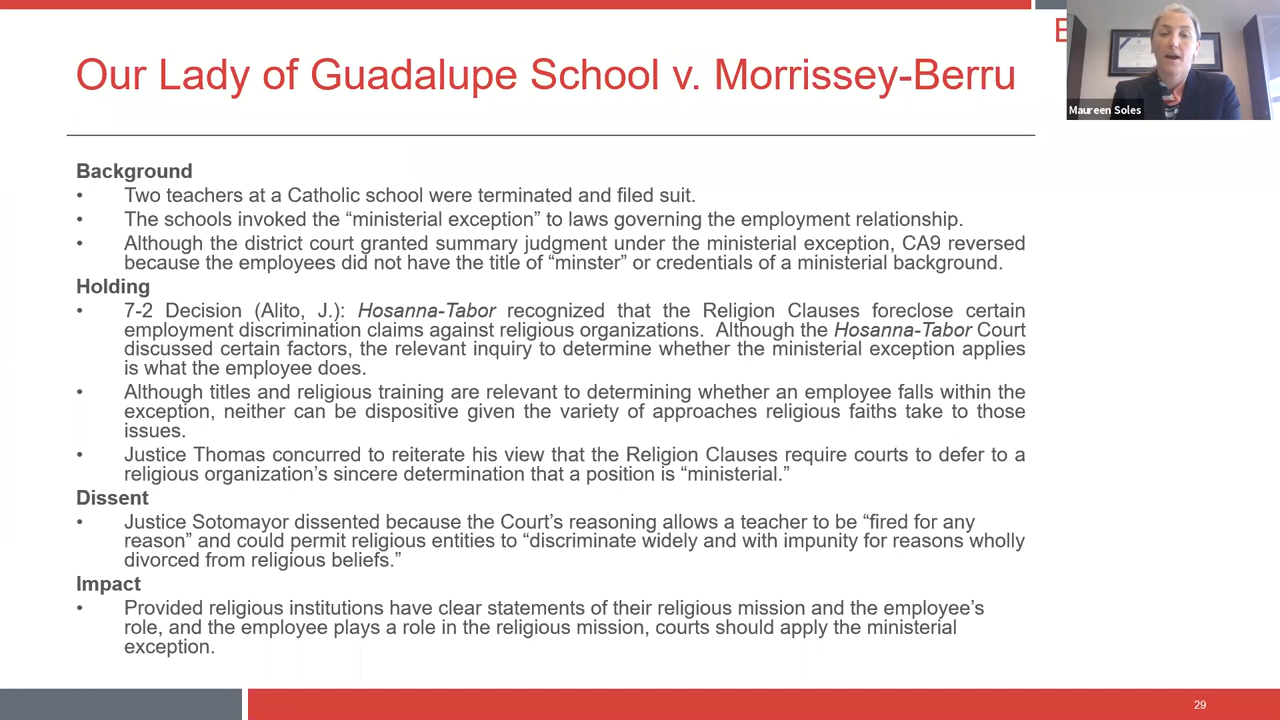 Our Lady of Guadalupe School v. Morrissey-Berru
E
Maureen Soles
Background
• Two teachers at a Catholic school were terminated and filed suit.
• The schools invoked the “ministerial exception” to laws governing the employment relationship.
• Although the district court granted summary judgment under the ministerial exception, CA9 reversed
because the employees did not have the title of “minster” or credentials of a ministerial background.
Holding
• 7-2 Decision (Alito, J.): Hosanna-Tabor recognized that the Religion Clauses foreclose certain
employment discrimination claims against religious organizations. Although the Hosanna-Tabor Court
discussed certain factors, the relevant inquiry to determine whether the ministerial exception applies
is what the employee does.
• Although titles and religious training are relevant to determining whether an employee falls within the
exception, neither can be dispositive given the variety of approaches religious faiths take to those
issues.
• Justice Thomas concurred to reiterate his view that the Religion Clauses require courts to defer to a
religious organization’s sincere determination that a position is “ministerial.”
Dissent
• Justice Sotomayor dissented because the Court’s reasoning allows a teacher to be “fired for any
reason” and could permit religious entities to “discriminate widely and with impunity for reasons wholly
divorced from religious beliefs.”
Impact
• Provided religious institutions have clear statements of their religious mission and the employee’s
role, and the employee plays a role in the religious mission, courts should apply the ministerial
exception.
29